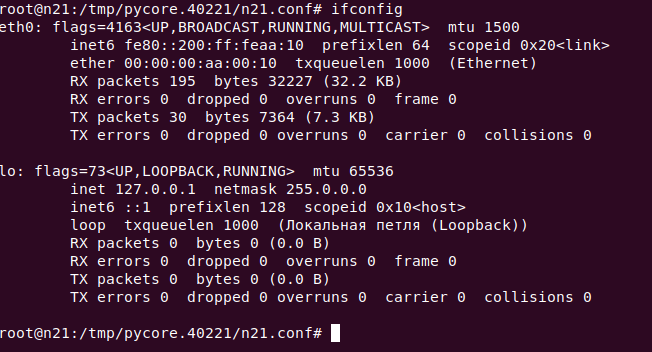 root@n21:/tmp/pycore.40221/n21.conf# ifconfig
eth0: flags=4163<UP,BROADCAST,RUNNING,MULTICAST>  mtu 1500
inet6 fe80::200:ff:feaa:10  prefixlen 64  scopeid 0x20<link>
ether 00:00:00:aa:00:10  txqueuelen 1000  (Ethernet)
RX packets 195  bytes 32227 (32.2 KB)
RX errors 0  dropped 0  overruns 0  frame 0
TX packets 30  bytes 7364 (7.3 KB)
TX errors 0  dropped 0 overruns 0  carrier 0  collisions 0
lo: flags=73<UP,LOOPBACK,RUNNING>  mtu 65536
inet 127.0.0.1  netmask 255.0.0.0
inet6 ::1  prefixlen 128  scopeid 0x10<host>
loop  txqueuelen 1000  (Локальная петля (Loopback))
RX packets 0  bytes 0 (0.0 B)
RX errors 0  dropped 0  overruns 0  frame 0
TX packets 0  bytes 0 (0.0 B)
TX errors 0  dropped 0 overruns 0  carrier 0  collisions 0
root@n21:/tmp/pycore.40221/n21.conf#